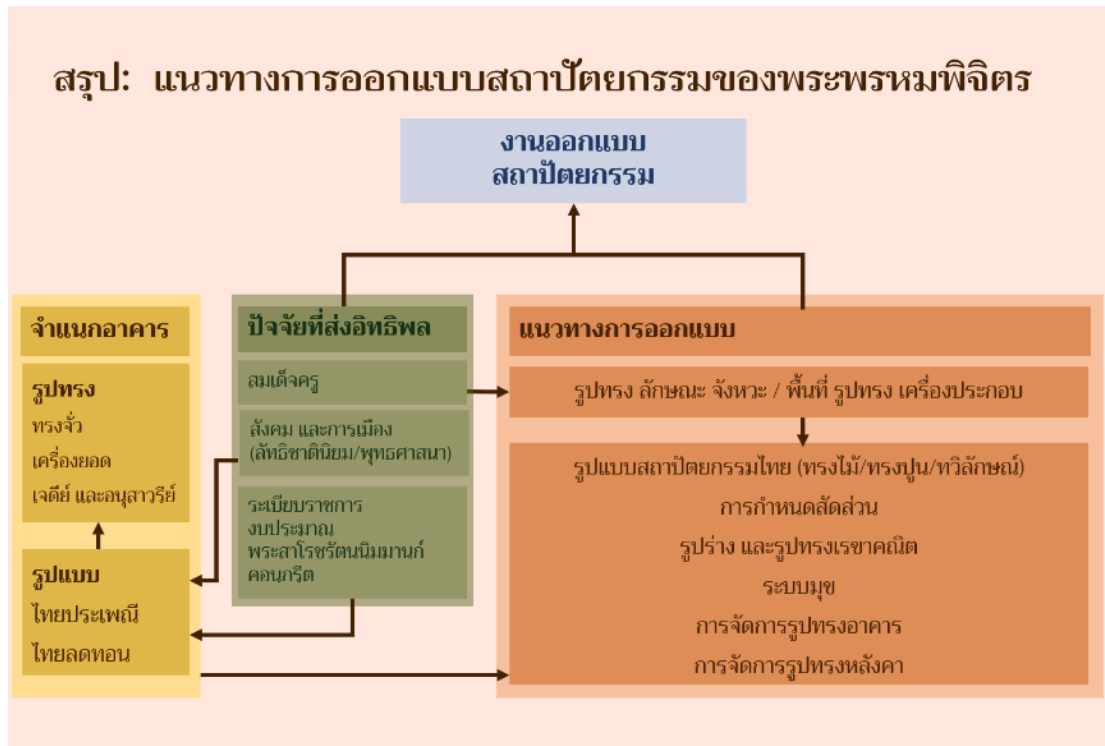 สรุป: แนวทางการออกแบบสถาปัตยกรรมของพระพรหมพิจิตร
งานออกแบบ
สถาปัตยกรรม
จำแนกอาคาร
รูปทรง
ทรงจั่ว
เครื่องยอด
เจดีย์ และอนุสาวรีย์
รูปแบบ
ไทยประเพณี
ไทยลดทอน
ปัจจัยที่ส่งอิทธิพล
สมเด็จครู
สังคม และการเมือง
(ลัทธิชาตินิยม/พุทธศาสนา)
ระเบียบราชการ
งบประมาณ
พระสาโรชรัตนนิมมานก์
คอนกรีต
แนวทางการออกแบบ
รูปทรง ลักษณะ จังหวะ / พื้นที่ รูปทรง เครื่องประกอบ
รูปแบบสถาปัตยกรรมไทย (ทรงไม้/ทรงปูน/ทวิลักษณ์)
การกำหนดสัดส่วน
รูปร่าง และรูปทรงเรขาคณิต
ระบบมุข
การจัดการรูปทรงอาคาร
การจัดการรูปทรงหลังคา